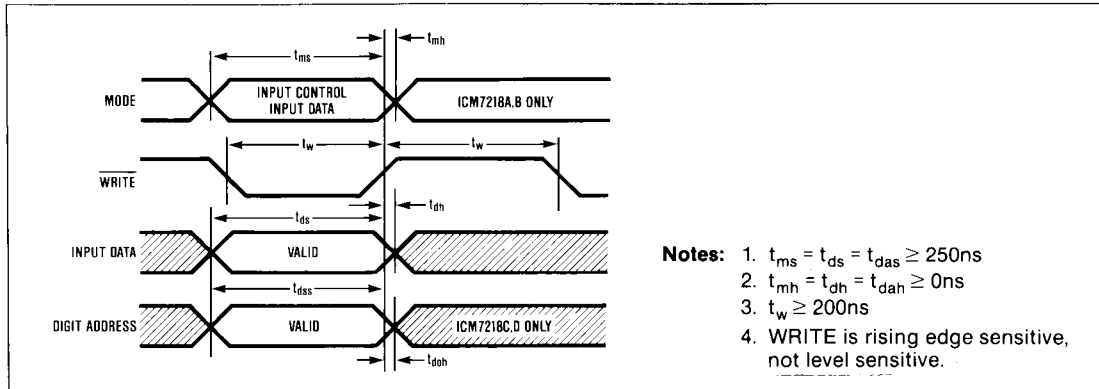 tmh
tms
MODE
INPUT CONTROL
INPUT DATA
ICM7218A,B ONLY
tw
tw
WRITE
tdh
tds
INPUT DATA
VALID
tdss
DIGIT ADDRESS
VALID
ICM7218C,D ONLY
tdah
Notes: 1. tms = tds = tdas ≥ 250ns
2. tmh = tdh = tdah ≥ 0ns
3. tw ≥ 200ns
4. WRITE is rising edge sensitive,
not level sensitive.